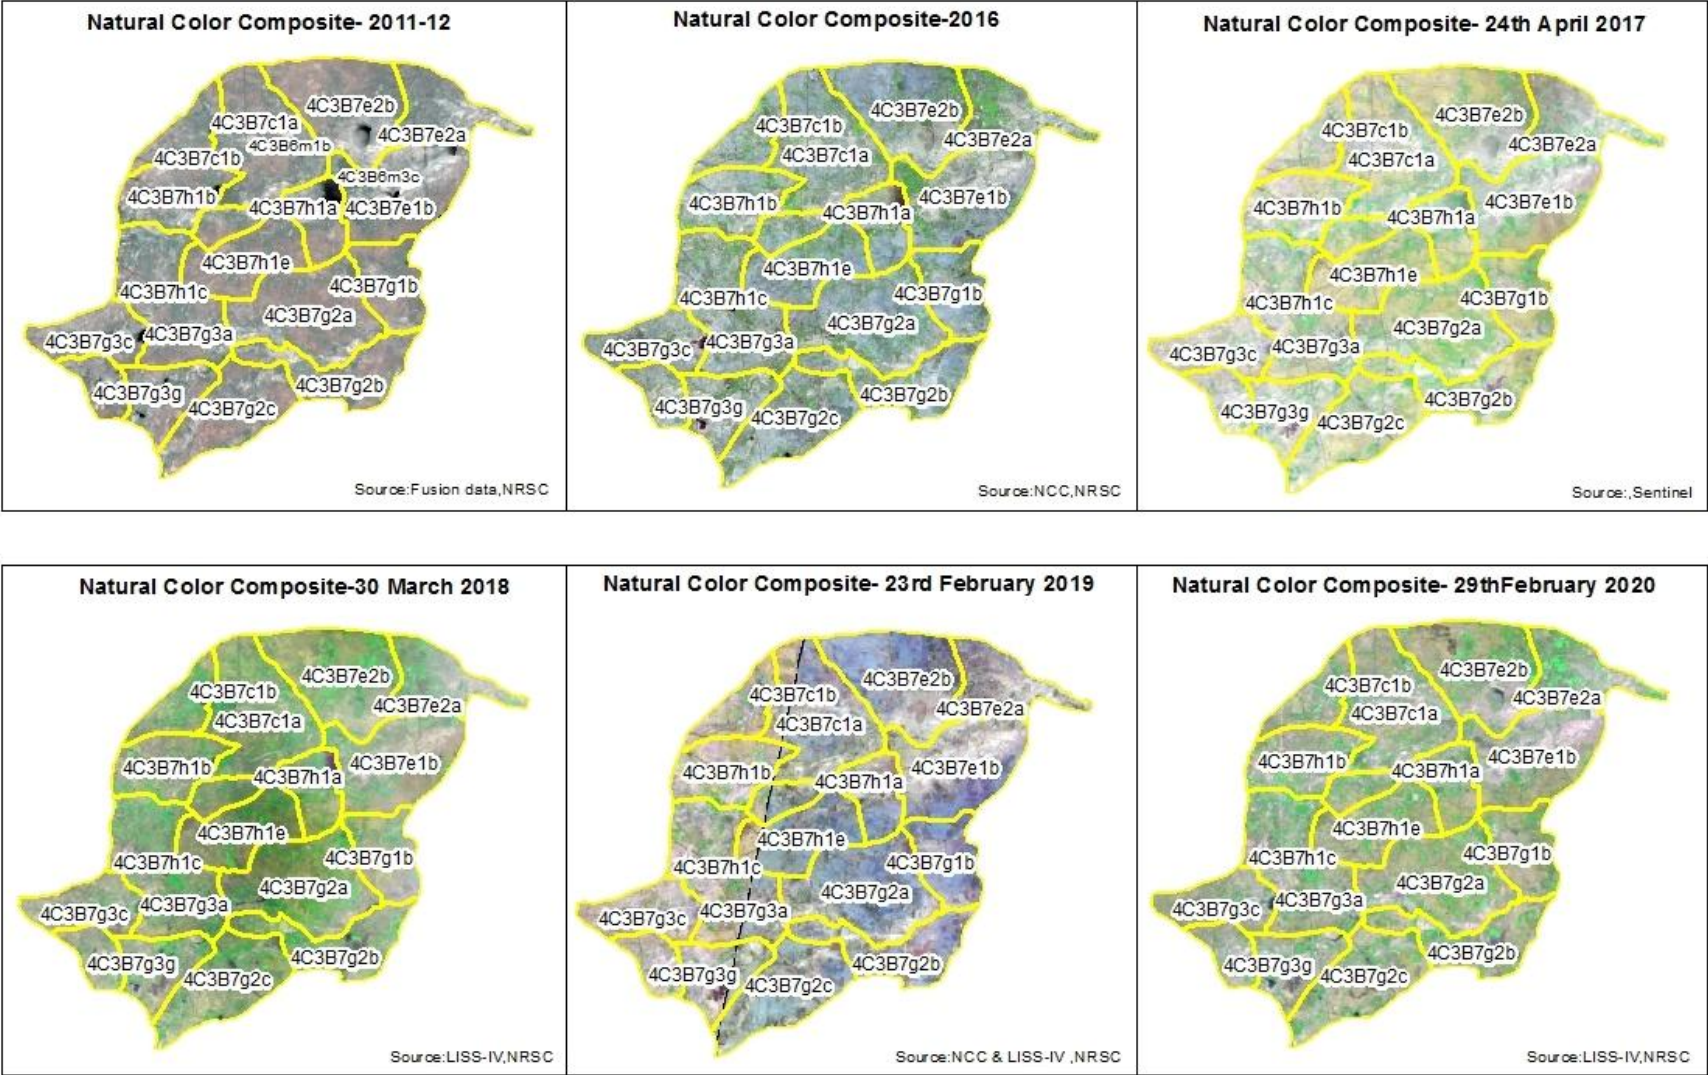 Natural Color Composite- 2011-12
4C3B7e2b
4C3B7c1a
4C3B7e2a
4C3B6m1b
4C3B7c1b
4C3B6m3c
4C3B7h1b
4C3B7h1a
4C3B7e1b
4C3B7h1e
4C3B7g1b
4C3B7h1c
4C3B7g2a
4C3B7g3c
4C3B7g3a
4C3B7g2b
4C3B7g3g
4C3B7g2c
Source:Fusion data,NRSC
Natural Color Composite-2016
4C3B7e2b
4C3B7c1b
4C3B7e2a
4C3B7c1a
4C3B7h1b
4C3B7e1b
4C3B7h1a
4C3B7h1e
4C3B7h1c
4C3B7g1b
4C3B7g2a
4C3B7g3c
4C3B7g3a
4C3B7g2b
4C3B7g3g
4C3B7g2c
Source:NCC,NRSC
Natural Color Composite- 24th April 2017
4C3B7e2b
4C3B7c1b
4C3B7e2a
4C3B7c1a
4C3B7h1b
4C3B7e1b
4C3B7h1a
4C3B7h1e
4C3B7h1c
4C3B7g1b
4C3B7g2a
4C3B7g3c
4C3B7g3a
4C3B7g2b
4C3B7g3g
4C3B7g2c
Source:,Sentinel
Natural Color Composite-30 March 2018
4C3B7e2b
4C3B7c1b
4C3B7e2a
4C3B7c1a
4C3B7h1b
4C3B7h1a
4C3B7e1b
4C3B7h1e
4C3B7h1c
4C3B7g1b
4C3B7g2a
4C3B7g3c
4C3B7g3a
4C3B7g3g
4C3B7g2b
4C3B7g2c
Source:LISS-IV,NRSC
Natural Color Composite- 23rd February 2019
4C3B7e2b
4C3B7c1b
4C3B7e2a
4C3B7c1a
4C3B7h1b
4C3B7h1a
4C3B7e1b
4C3B7h1e
4C3B7h1c
4C3B7g1b
4C3B7g2a
4C3B7g3c
4C3B7g3a
4C3B7g2b
4C3B7g3g
4C3B7g2c
Source:NCC & LISS-IV ,NRSC
Natural Color Composite- 29thFebruary 2020
4C3B7e2b
4C3B7c1b
4C3B7e2a
4C3B7c1a
4C3B7h1b
4C3B7e1b
4C3B7h1a
4C3B7h1e
4C3B7h1c
4C3B7g1b
4C3B7g2a
4C3B7g3c
4C3B7g3a
4C3B7g2b
4C3B7g3g
4C3B7g2c
Source:LISS-IV,NRSC